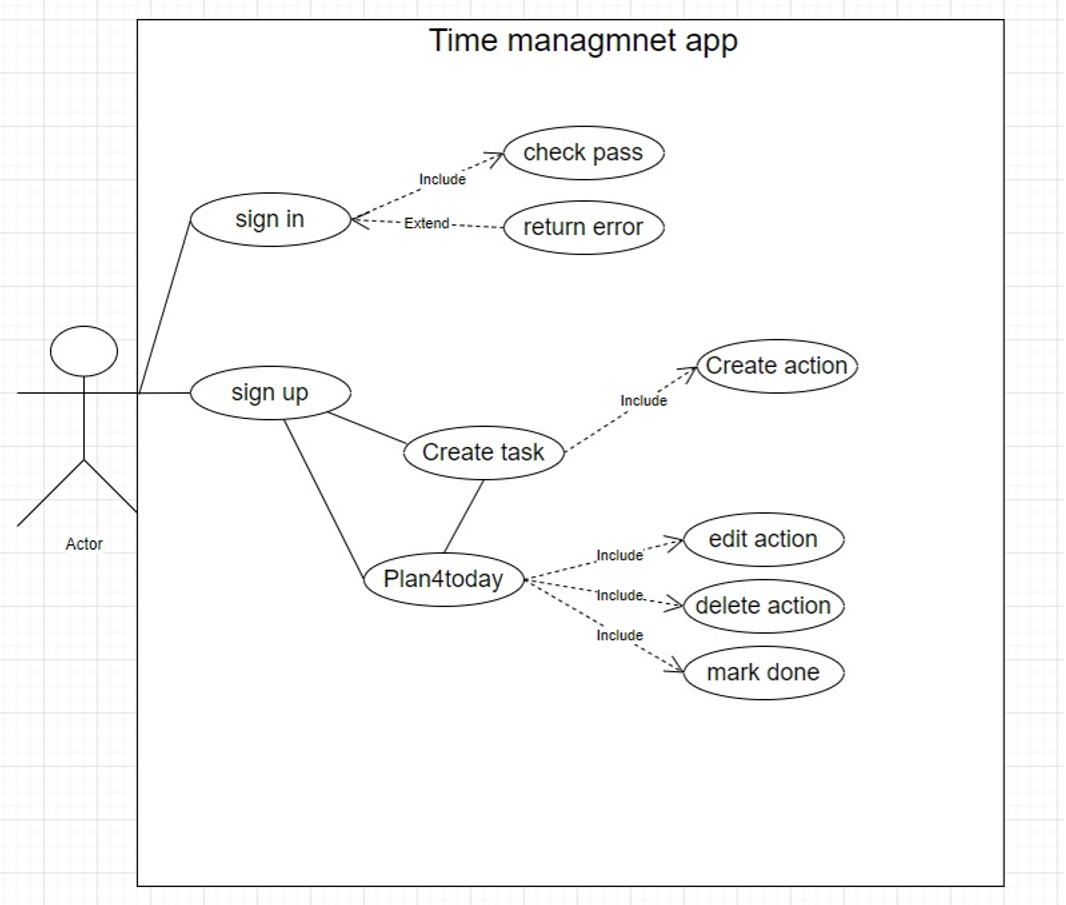 Time managmnet app
check pass
Include
sign in
Extend
return error
Create action
sign up
Include
Create task
edit action
Actor
Include
Plan4today
Include
delete action
Include
mark done